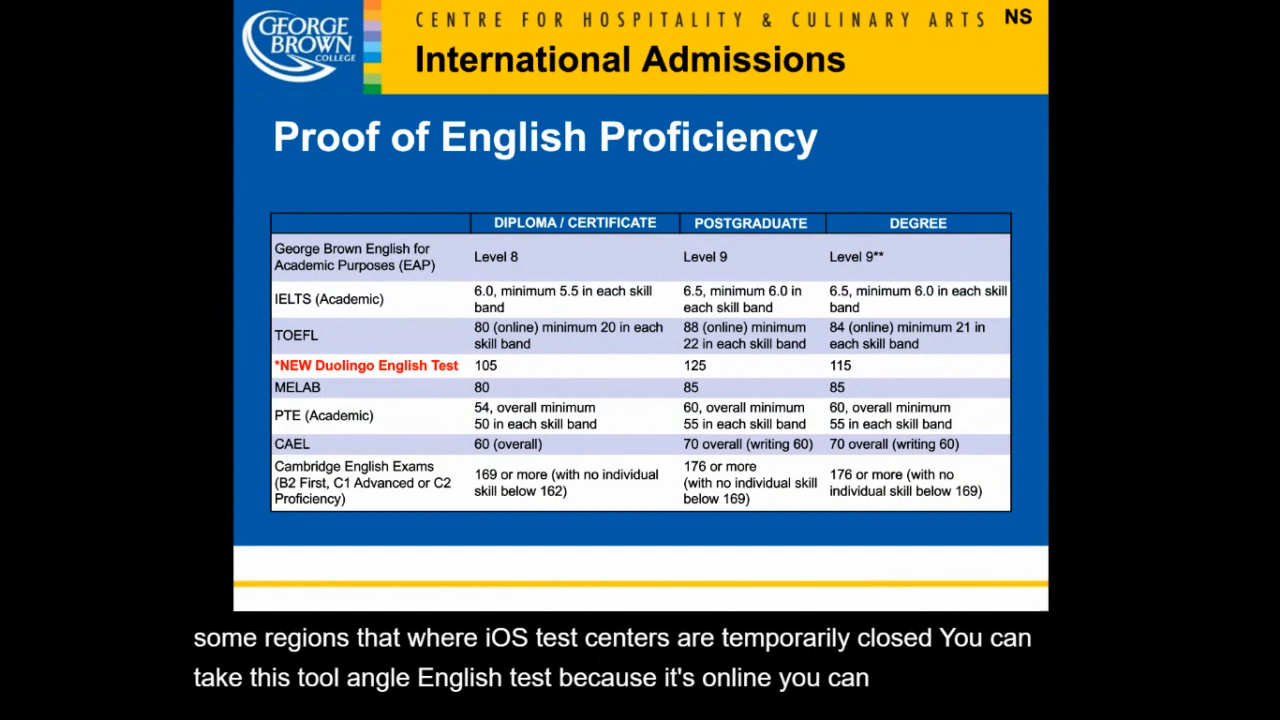 GEORGE
BROWN
COLLEGE
CENTRE FOR HOSPITALITY & CULINARY ARTS
NS
International Admissions
Proof of English Proficiency
DIPLOMA / CERTIFICATE POSTGRADUATE DEGREE
George Brown English for
Academic Purposes (EAP)
Level 8
Level 9
Level 9**
IELTS (Academic)
6.0, minimum 5.5 in each skill
band
6.5, minimum 6.0 in
each skill band
6.5, minimum 6.0 in each skill
band
TOEFL
80 (online) minimum 20 in each
skill band
88 (online) minimum
22 in each skill band
84 (online) minimum 21 in
each skill band
*NEW Duolingo English Test 105 125 115
MELAB 80 85 85
PTE (Academic)
54, overall minimum
50 in each skill band
60, overall minimum
55 in each skill band
60, overall minimum
55 in each skill band
CAEL 60 (overall) 70 overall (writing 60) 70 overall (writing 60)
Cambridge English Exams
(B2 First, C1 Advanced or C2
Proficiency)
169 or more (with no individual
skill below 162)
176 or more
(with no individual skill
below 169)
176 or more (with no
individual skill below 169)
some regions that where iOS test centers are temporarily closed You can
take this tool angle English test because it's online you can